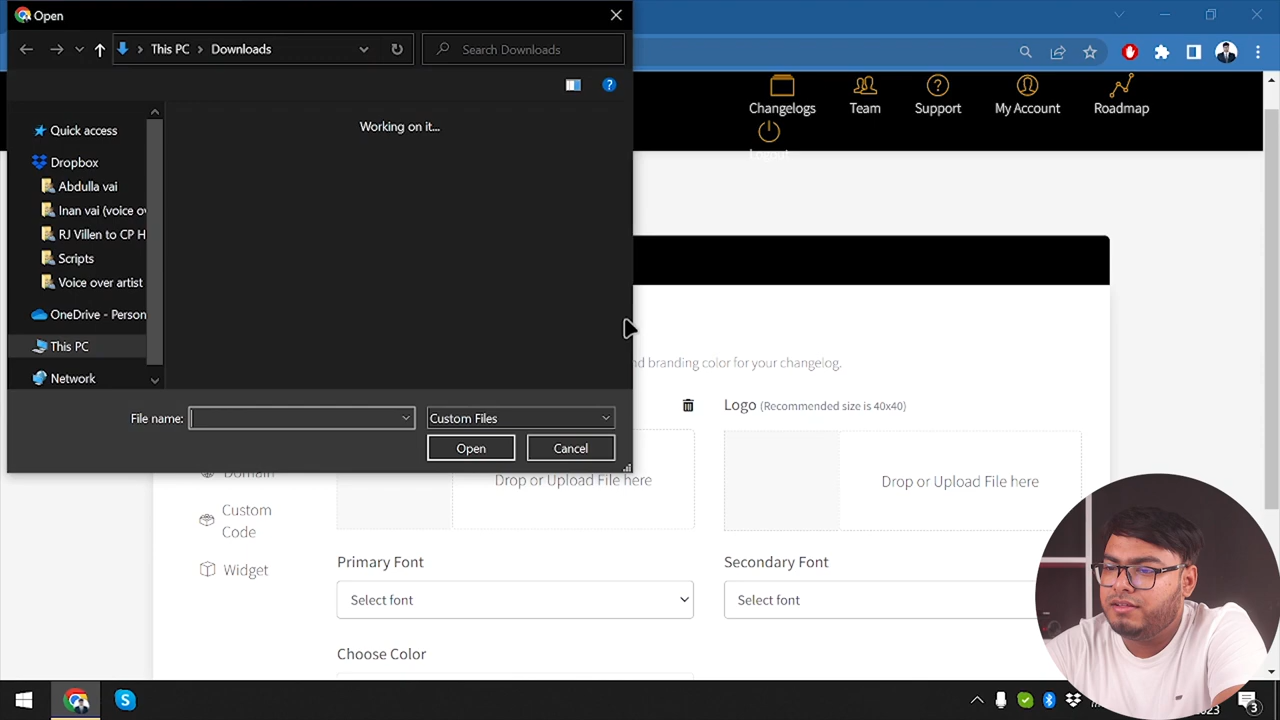 Open
This PC
Downloads
Search Downloads
Quick access
Dropbox
Abdulla vai
Inan vai (voice o
RJ Villen to CP H
Scripts
Voice over artist
OneDrive - Person
This PC
Network
Working on it...
File name:
Custom Files
Open
Cancel
Changelogs
Team
Support
My Account
Roadmap
Logout
nd branding color for your changelog.
Logo (Recommended size is 40x40)
Drop or Upload File here
Drop or Upload File here
Domain
Custom
Code
Widget
Primary Font
Secondary Font
Select font
Select font
Choose Color
2023
3